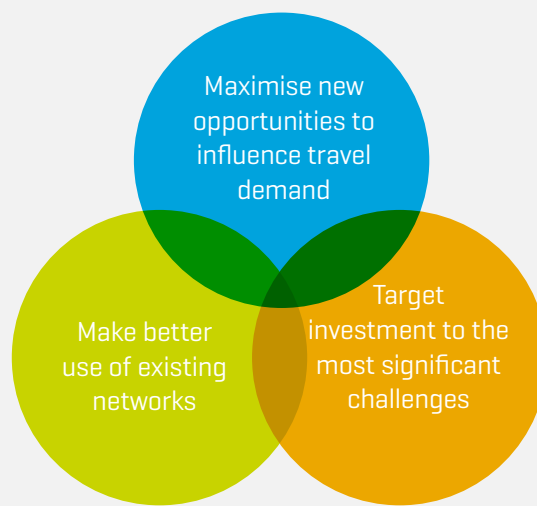 Maximise new
opportunities to
influence travel
demand
Make better
use of existing
networks
Target
investment to the
most significant
challenges